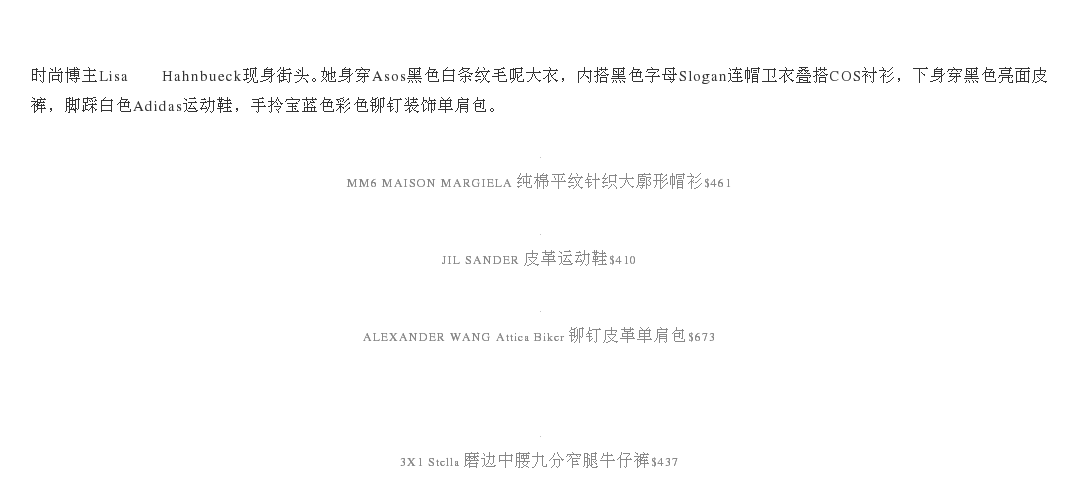 时尚博主Lisa Hahnbueck现身街头。她身穿Asos黑色白条纹毛呢大衣，内搭黑色字母Slogan连帽卫衣叠搭COS衬衫，下身穿黑色亮面皮
裤，脚踩白色Adidas运动鞋，手拎宝蓝色彩色铆钉装饰单肩包。
MM6 MAISON MARGIELA 纯棉平纹针织大廓形帽衫$461
JIL SANDER 皮革运动鞋$410
ALEXANDER WANG Attica Biker 铆钉皮革单肩包$673
3X1 Stella 磨边中腰九分窄腿牛仔裤$437